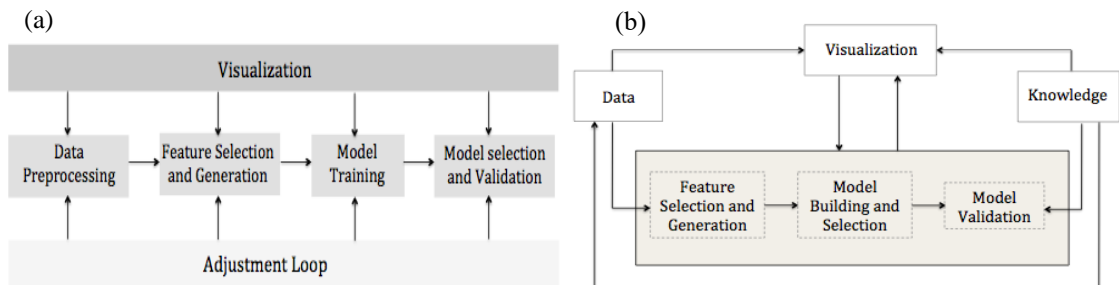 (a)
Visualization
Data
Preprocessing
Feature Selection
and Generation
Model
Training
Model selection
and Validation
Adjustment Loop
(b)
Visualization
Data
Knowledge
Feature
Selection and
Generation
Model
Building and
Selection
Model
Validation